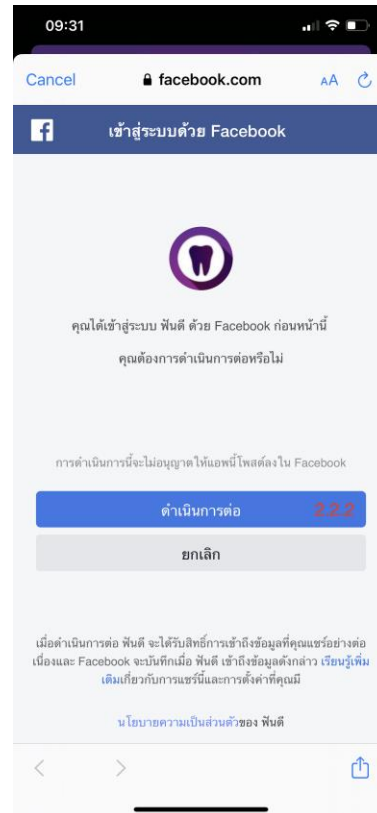 09:31
Cancel facebook.com AA
f เข้าสู่ระบบด้วย Facebook
คุณได้เข้าสู่ระบบ ฟันดี ด้วย Facebook ก่อนหน้านี้
คุณต้องการดำเนินการต่อหรือไม่
การดำเนินการนี้จะไม่อนุญาตให้แอพนี้โพสต์ลงใน Facebook
ดำเนินการต่อ 2.2.2
ยกเลิก
เมื่อดำเนินการต่อ ฟันดี จะได้รับสิทธิ์การเข้าถึงข้อมูลที่คุณแชร์อย่างต่อ
เนื่องและ Facebook จะบันทึกเมื่อ ฟันดี เข้าถึงข้อมูลดังกล่าว เรียนรู้เพิ่ม
เติมเกี่ยวกับการแชร์นี้และการตั้งค่าที่คุณมี
นโยบายความเป็นส่วนตัวของ ฟันดี